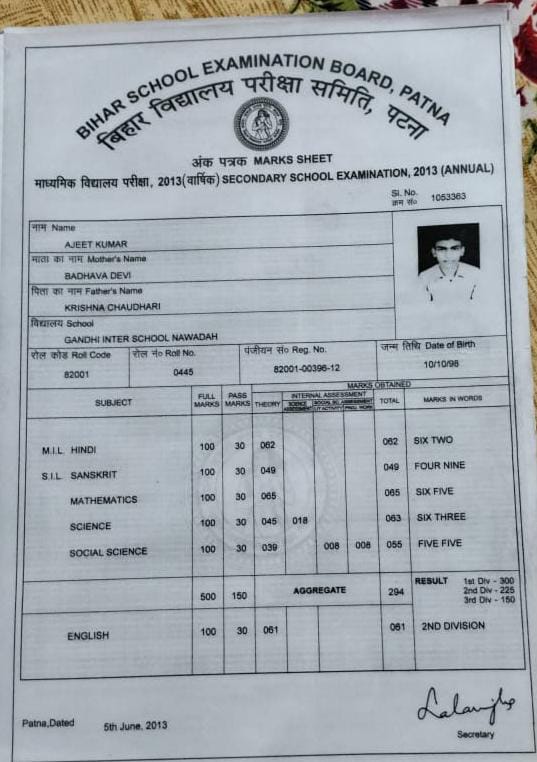 BIHAR SCHOOL EXAMINATION BOARD, PATNA
बिहार विद्यालय परीक्षा समिति, पटना
अंक पत्रक MARKS SHEET
माध्यमिक विद्यालय परीक्षा, 2013(वार्षिक) SECONDARY SCHOOL EXAMINATION, 2013 (ANNUAL)
Sl. No.
क्रम सं० 1053363
नाम Name
AJEET KUMAR
माता का नाम Mother's Name
BADHAVA DEVI
पिता का नाम Father's Name
KRISHNA CHAUDHARI
विद्यालय School
GANDHI INTER SCHOOL NAWADAH
रोल कोड Roll Code रोल नं० Roll No. पंजीयन सं० Reg. No. जन्म तिथि Date of Birth
82001 0445 82001-00396-12 10/10/98
MARKS OBTAINED
SUBJECT FULL MARKS PASS MARKS THEORY INTERNAL ASSESSMENT TOTAL MARKS IN WORDS
M.I.L. HINDI 100 30 062 062 SIX TWO
S.I.L. SANSKRIT 100 30 049 049 FOUR NINE
MATHEMATICS 100 30 065 065 SIX FIVE
SCIENCE 100 30 045 018 063 SIX THREE
SOCIAL SCIENCE 100 30 039 008 008 055 FIVE FIVE
500 150 AGGREGATE 294 RESULT 1st Div - 300
2nd Div - 225
3rd Div - 150
ENGLISH 100 30 061 061 2ND DIVISION
Patna,Dated 5th June, 2013
Secretary